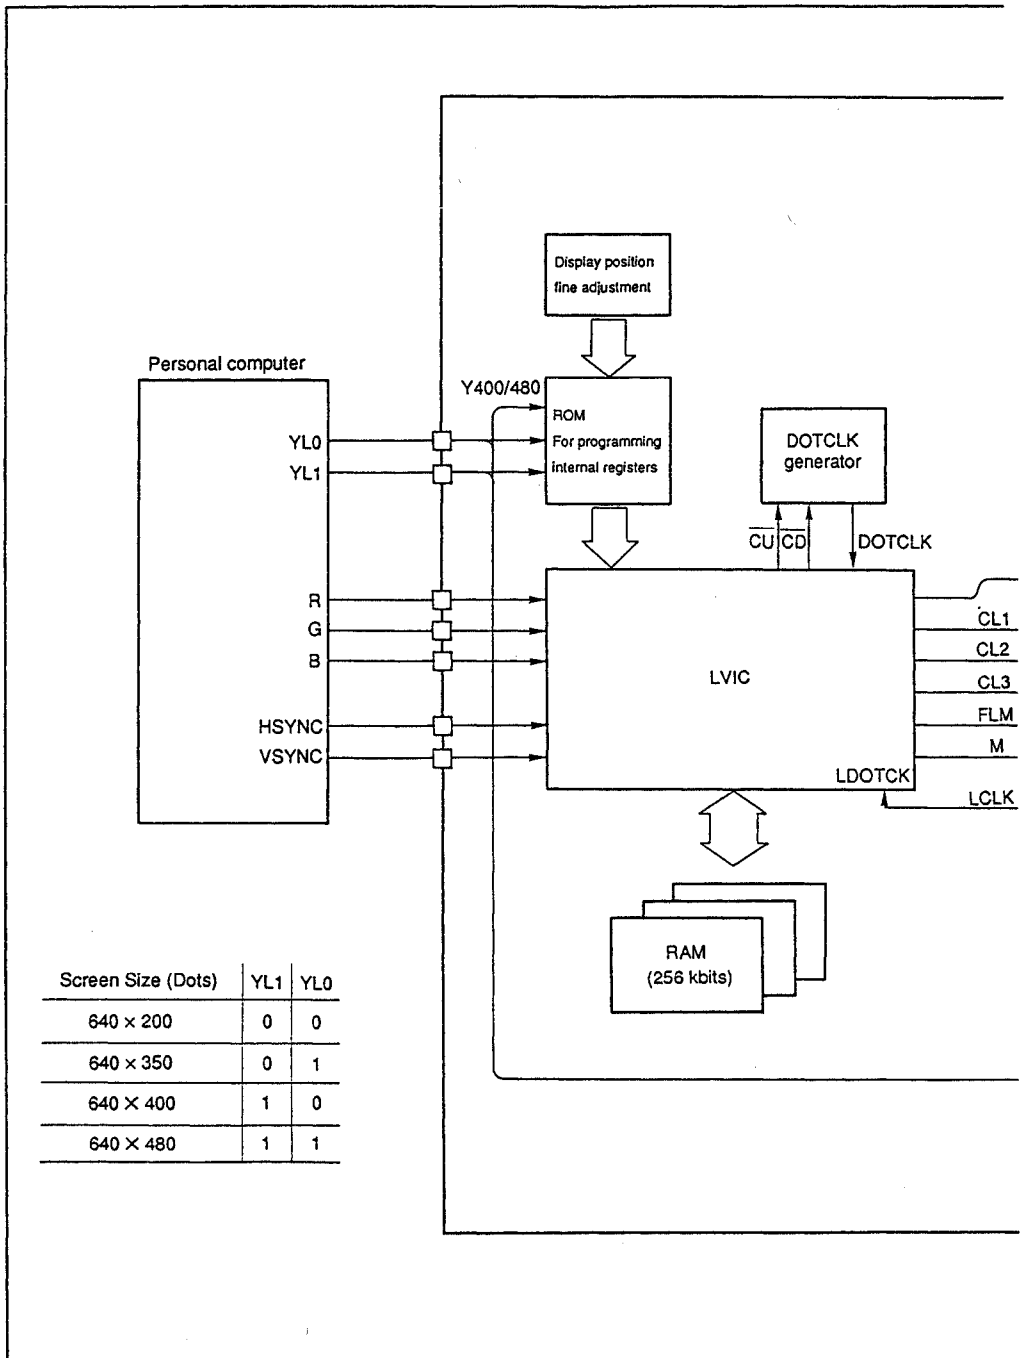 Display position
fine adjustment
Personal computer
Y400/480
ROM
For programming
internal registers
YL0
YL1
DOTCLK
generator
C̅U̅ C̅D̅ DOTCLK
R
G
B
HSYNC
VSYNC
LVIC
CL1
CL2
CL3
FLM
M
LDOTCK
LCLK
RAM
(256 kbits)
Screen Size (Dots) YL1 YL0
640 × 200 0 0
640 × 350 0 1
640 × 400 1 0
640 × 480 1 1